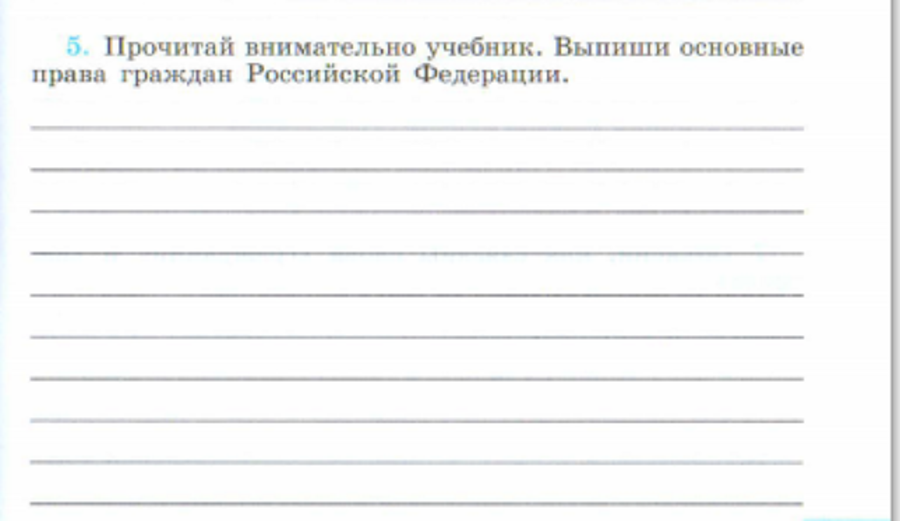 5. Прочитай внимательно учебник. Выпиши основные
права граждан Российской Федерации.